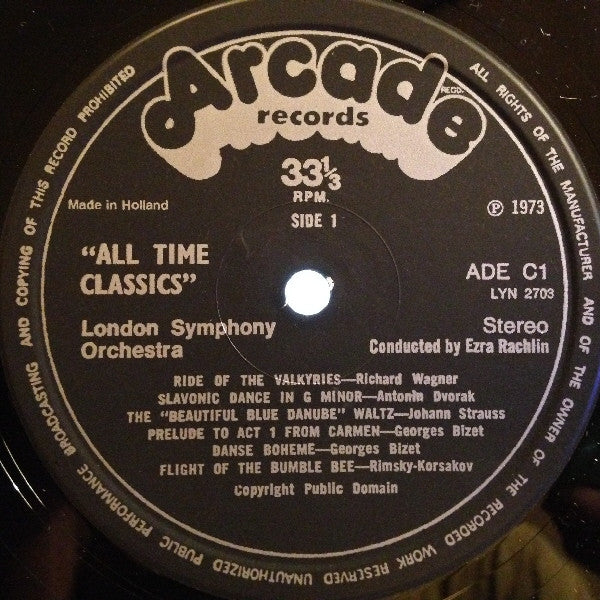 Arcade
RECD.
records
33⅓
RPM.
SIDE 1
Made in Holland
℗ 1973
"ALL TIME
CLASSICS"
ADE C1
LYN 2703
London Symphony
Orchestra
Stereo
Conducted by Ezra Rachlin
RIDE OF THE VALKYRIES—Richard Wagner
SLAVONIC DANCE IN G MINOR—Antonin Dvorak
THE "BEAUTIFUL BLUE DANUBE" WALTZ—Johann Strauss
PRELUDE TO ACT 1 FROM CARMEN—Georges Bizet
DANSE BOHEME—Georges Bizet
FLIGHT OF THE BUMBLE BEE—Rimsky-Korsakov
Copyright Public Domain
ALL RIGHTS OF THE MANUFACTURER AND OF THE OWNER OF THE RECORDED WORK RESERVED UNAUTHORIZED PUBLIC PERFORMANCE BROADCASTING AND COPYING OF THIS RECORD PROHIBITED